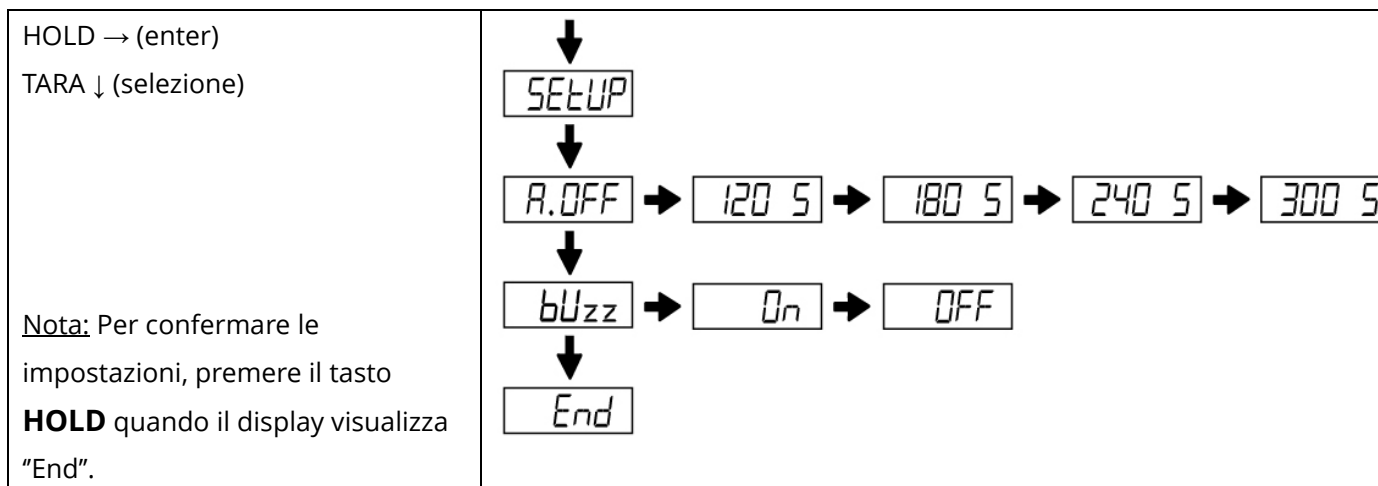 HOLD → (enter)
TARA ↓ (selezione)
Nota: Per confermare le
impostazioni, premere il tasto
HOLD quando il display visualizza
“End”.
SEtUP
A.OFF 120 S 180 S 240 S 300 S
bUzz On OFF
End